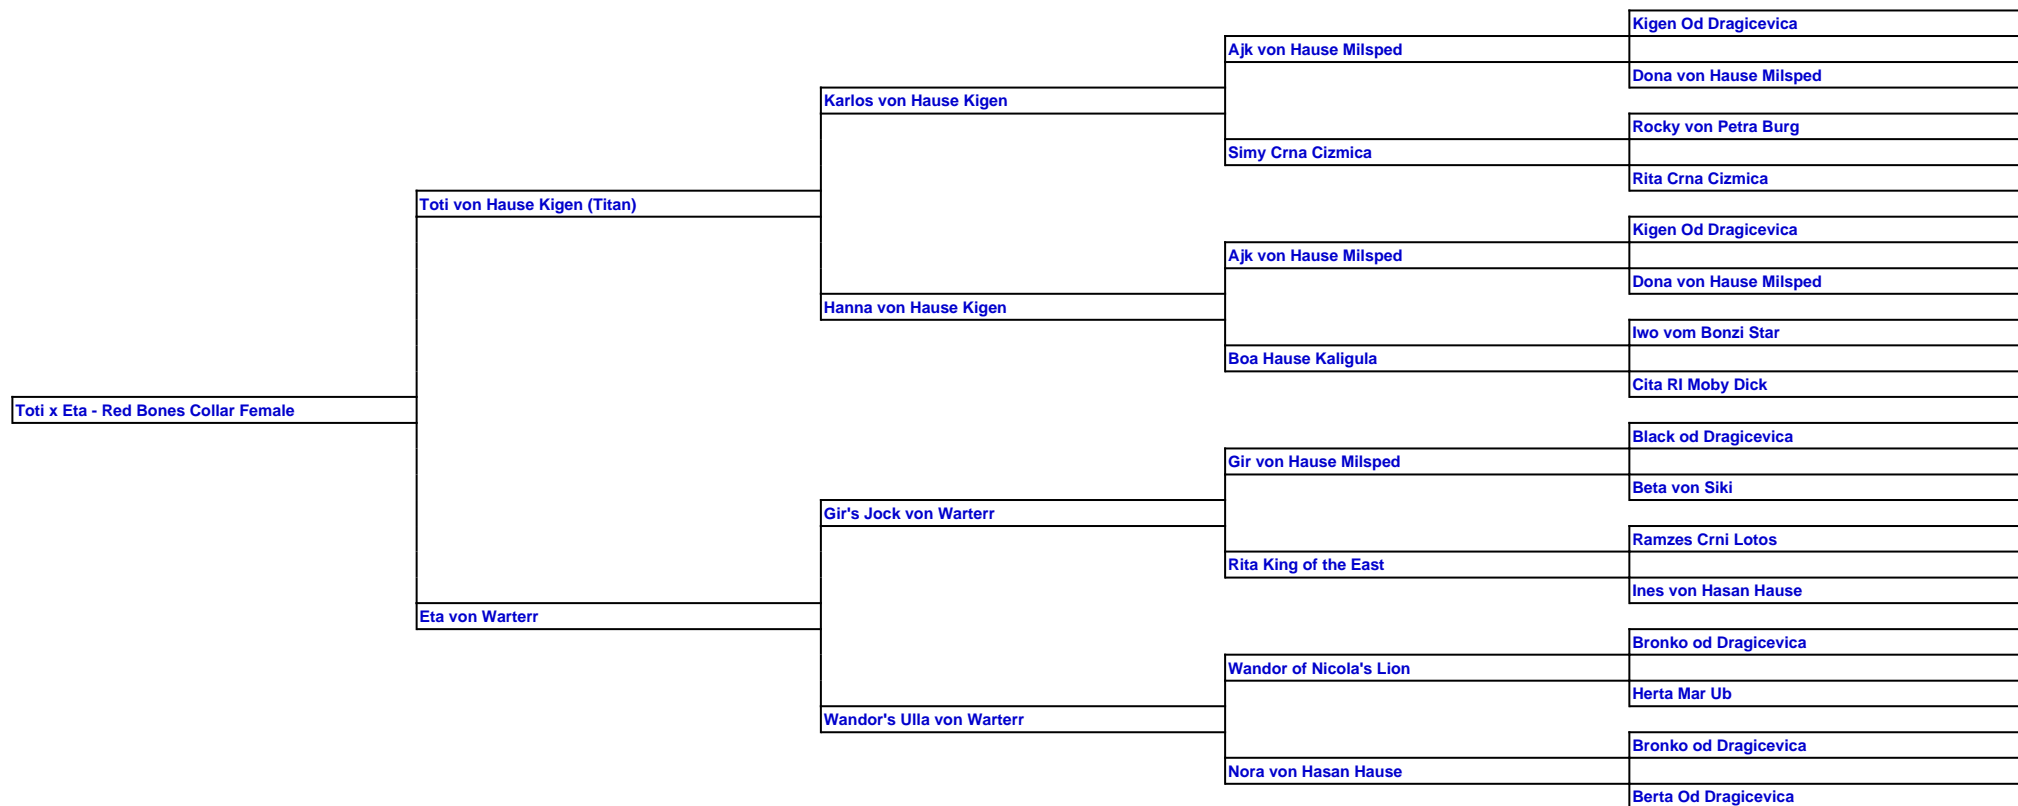 Kigen Od Dragicevica
Ajk von Hause Milsped
Dona von Hause Milsped
Karlos von Hause Kigen
Rocky von Petra Burg
Simy Crna Cizmica
Rita Crna Cizmica
Toti von Hause Kigen (Titan)
Kigen Od Dragicevica
Ajk von Hause Milsped
Dona von Hause Milsped
Hanna von Hause Kigen
Iwo vom Bonzi Star
Boa Hause Kaligula
Cita RI Moby Dick
Toti x Eta - Red Bones Collar Female
Black od Dragicevica
Gir von Hause Milsped
Beta von Siki
Gir's Jock von Warterr
Ramzes Crni Lotos
Rita King of the East
Ines von Hasan Hause
Eta von Warterr
Bronko od Dragicevica
Wandor of Nicola's Lion
Herta Mar Ub
Wandor's Ulla von Warterr
Bronko od Dragicevica
Nora von Hasan Hause
Berta Od Dragicevica